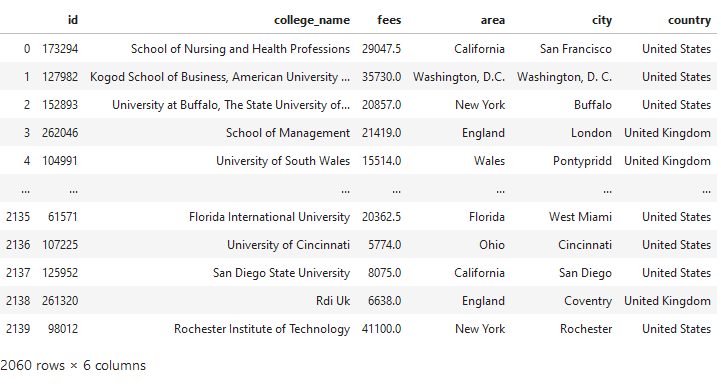 id college_name fees area city country
0 173294 School of Nursing and Health Professions 29047.5 California San Francisco United States
1 127982 Kogod School of Business, American University ... 35730.0 Washington, D.C. Washington, D. C. United States
2 152893 University at Buffalo, The State University of... 20857.0 New York Buffalo United States
3 262046 School of Management 21419.0 England London United Kingdom
4 104991 University of South Wales 15514.0 Wales Pontypridd United Kingdom
... ... ... ... ... ... ...
2135 61571 Florida International University 20362.5 Florida West Miami United States
2136 107225 University of Cincinnati 5774.0 Ohio Cincinnati United States
2137 125952 San Diego State University 8075.0 California San Diego United States
2138 261320 Rdi Uk 6638.0 England Coventry United Kingdom
2139 98012 Rochester Institute of Technology 41100.0 New York Rochester United States
2060 rows × 6 columns